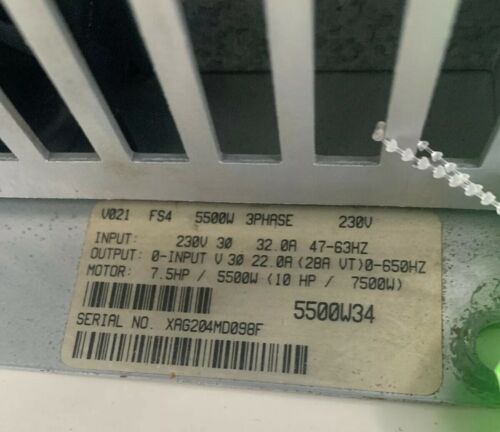 V021 FS4 5500W 3PHASE 230V
INPUT: 230V 30 32.0A 47-63HZ
OUTPUT: 0-INPUT V 30 22.0A (28A VT)0-650HZ
MOTOR: 7.5HP / 5500W (10 HP / 7500W)
5500W34
SERIAL NO. XAG204MD098F